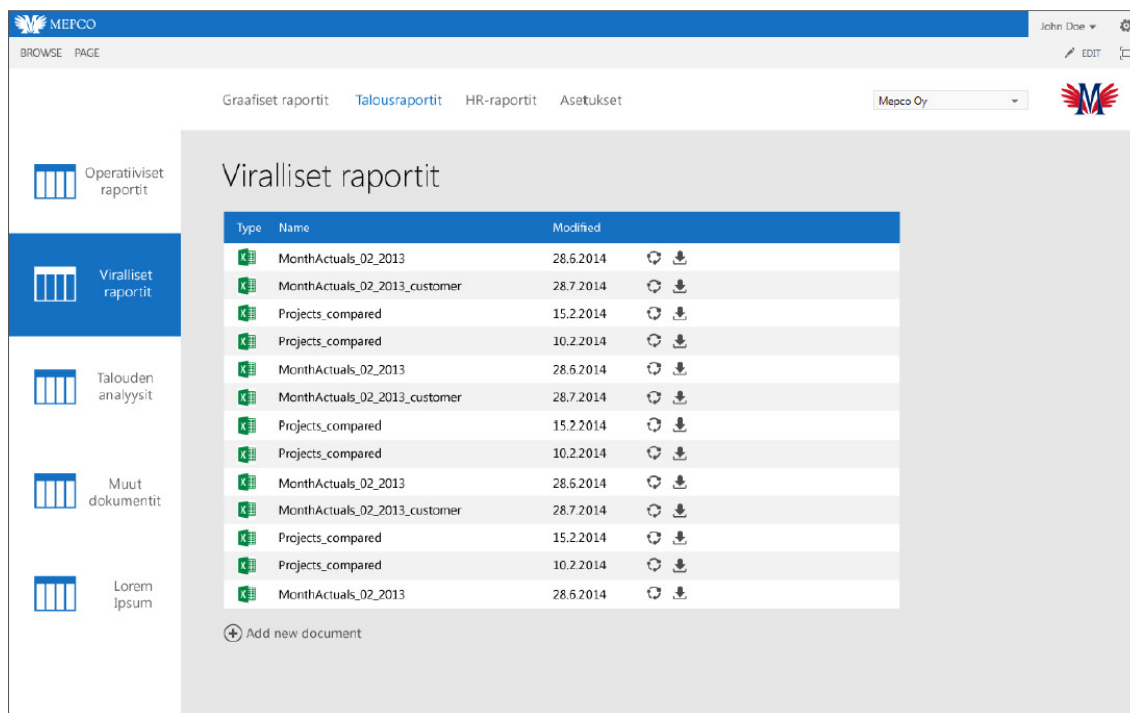 MEPCO
John Doe
BROWSE PAGE
EDIT
Graafiset raportit Talousraportit HR-raportit Asetukset
Mepco Oy
M
Operatiiviset
raportit
Viralliset
raportit
Talouden
analyysit
Muut
dokumentit
Lorem
Ipsum
Viralliset raportit
Type Name Modified
MonthActuals_02_2013 28.6.2014
MonthActuals_02_2013_customer 28.7.2014
Projects_compared 15.2.2014
Projects_compared 10.2.2014
MonthActuals_02_2013 28.6.2014
MonthActuals_02_2013_customer 28.7.2014
Projects_compared 15.2.2014
Projects_compared 10.2.2014
MonthActuals_02_2013 28.6.2014
MonthActuals_02_2013_customer 28.7.2014
Projects_compared 15.2.2014
Projects_compared 10.2.2014
MonthActuals_02_2013 28.6.2014
Add new document